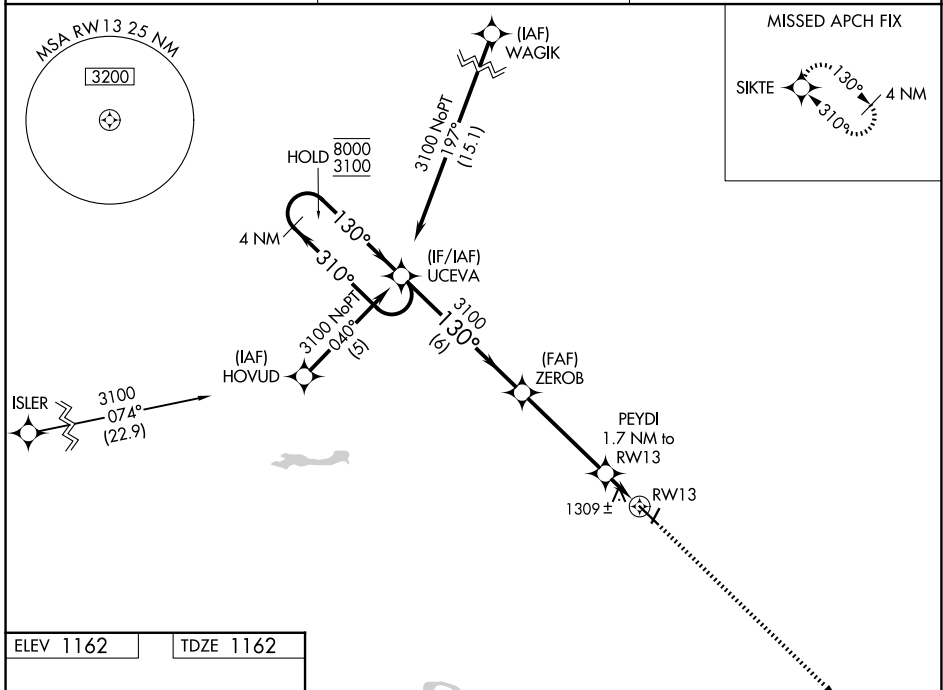 MSA RW13 25 NM
3200
(IAF)
WAGIK
3100 NoPT
197°
(15.1)
MISSED APCH FIX
SIKTE
130°
310°
4 NM
HOLD
8000
3100
4 NM
130°
310°
(IF/IAF)
UCEVA
3100 NoPT
040°
(5)
(IAF)
HOVUD
3100
130°
(6)
(FAF)
ZEROB
ISLER
3100
074°
(22.9)
PEYDI
1.7 NM to
RW13
1309 ±
RW13
ELEV 1162
TDZE 1162